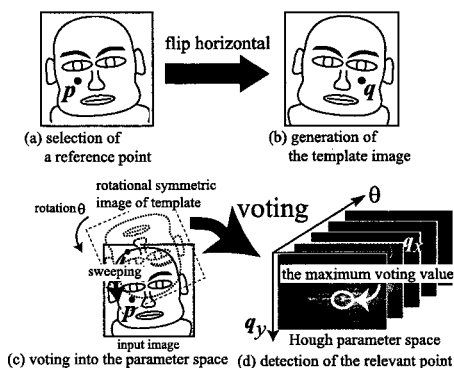 flip horizontal
p
q
(a) selection of
a reference point
(b) generation of
the template image
rotational symmetric
image of template
rotation θ
sweeping
p
input image
(c) voting into the parameter space
voting
θ
qx
the maximum voting value
qy
Hough parameter space
(d) detection of the relevant point